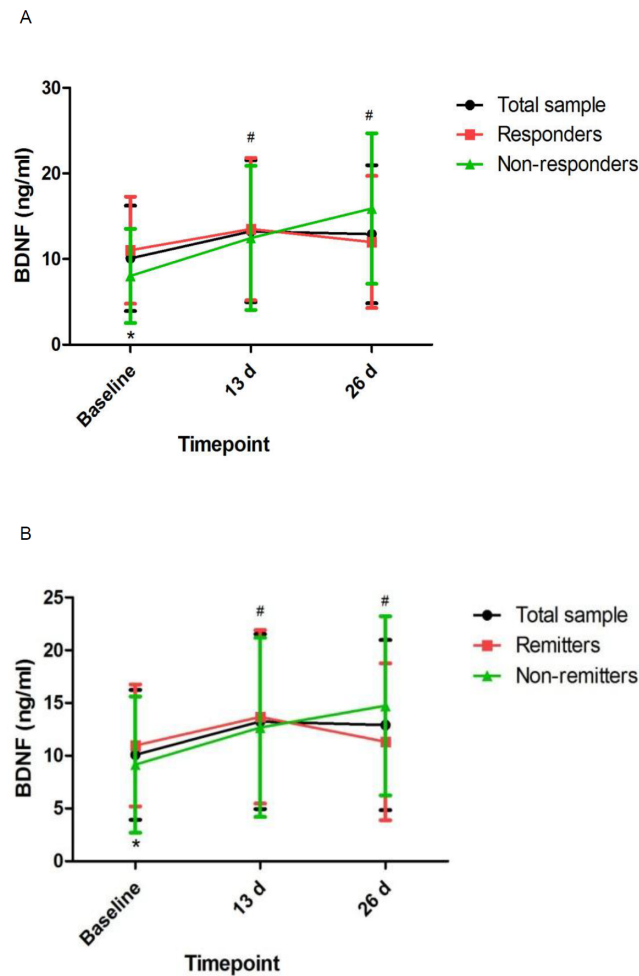 A
30
20
10
0
BDNF (ng/ml)
#
#
*
Baseline
13 d
26 d
Timepoint
Total sample
Responders
Non-responders
B
25
20
15
10
5
0
BDNF (ng/ml)
#
#
*
Baseline
13 d
26 d
Timepoint
Total sample
Remitters
Non-remitters